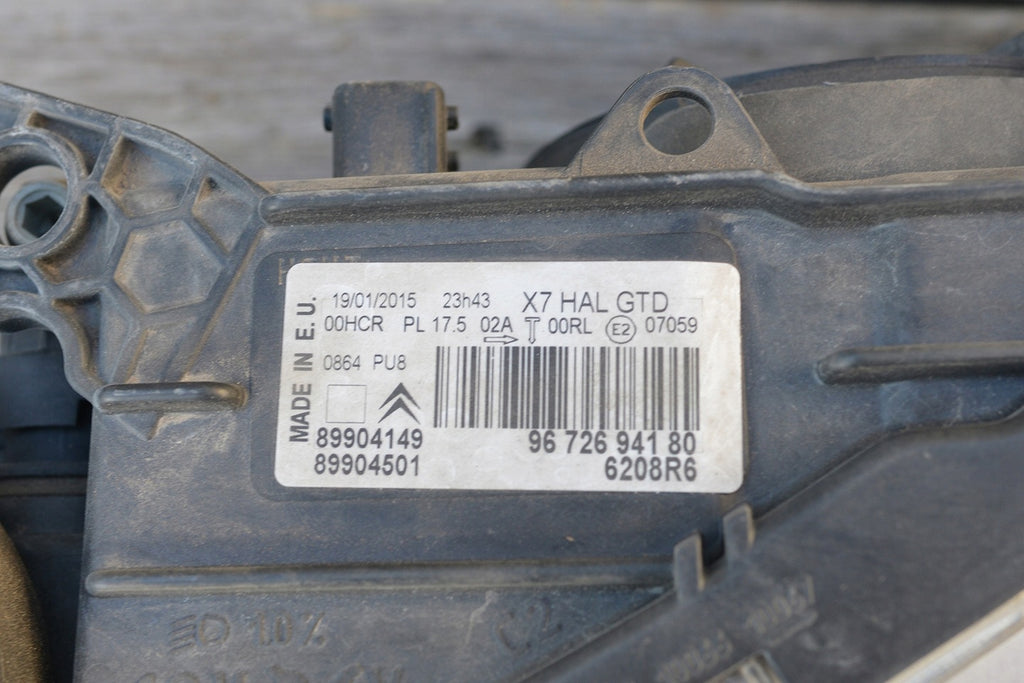 MADE IN E. U.
19/01/2015 23h43 X7 HAL GTD
00HCR PL 17.5 02A 00RL E2 07059
0864 PU8
89904149 96 726 941 80
89904501 6208R6
10%